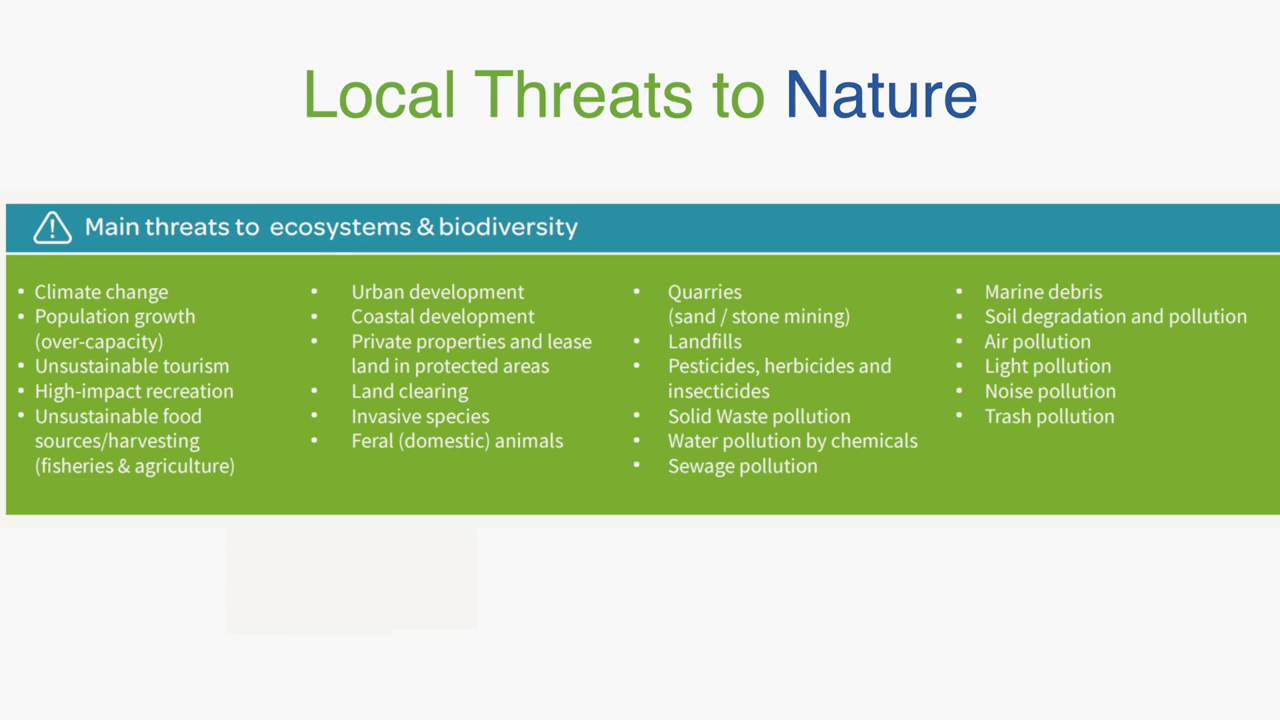 Local Threats to Nature
Main threats to ecosystems & biodiversity
• Climate change
• Population growth
(over-capacity)
• Unsustainable tourism
• High-impact recreation
• Unsustainable food
sources/harvesting
(fisheries & agriculture)
• Urban development
• Coastal development
• Private properties and lease
land in protected areas
• Land clearing
• Invasive species
• Feral (domestic) animals
• Quarries
(sand / stone mining)
• Landfills
• Pesticides, herbicides and
insecticides
• Solid Waste pollution
• Water pollution by chemicals
• Sewage pollution
• Marine debris
• Soil degradation and pollution
• Air pollution
• Light pollution
• Noise pollution
• Trash pollution